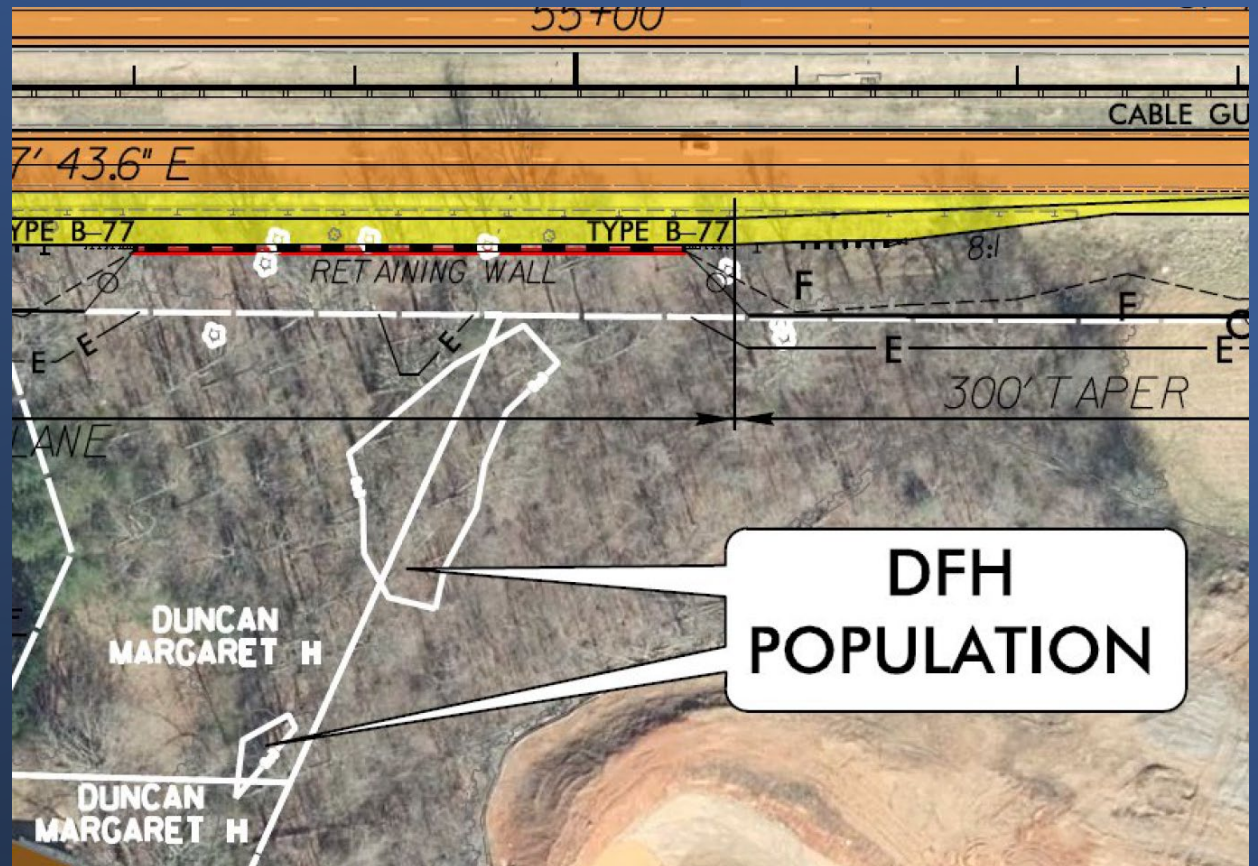 55+00
CABLE GU
7' 43.6" E
YPE B-77
TYPE B-77
8:1
RETAINING WALL
F
F
E
E
E
E
E
300' TAPER
LANE
DFH
POPULATION
DUNCAN
MARGARET H
DUNCAN
MARGARET H